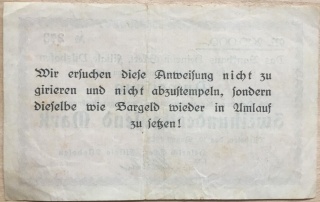 Wir ersuchen diese Anweisung nicht zu
girieren und nicht abzustempeln, sondern
dieselbe wie Bargeld wieder in Umlauf
zu setzen!